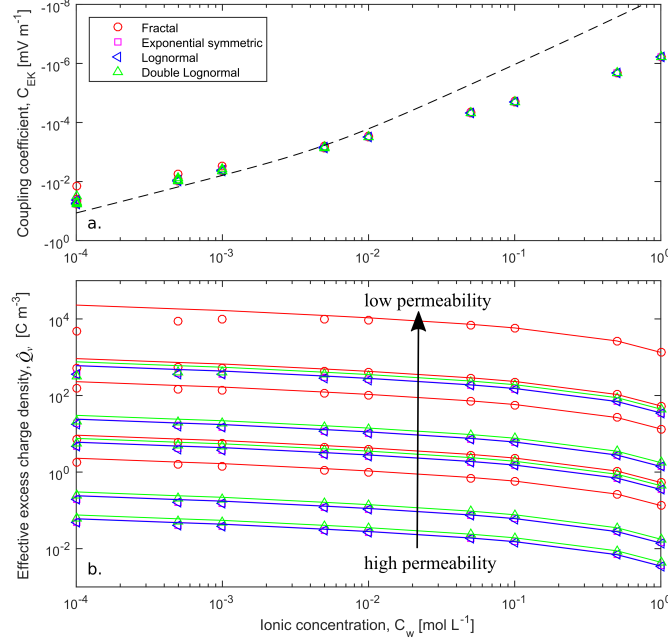 -10^-8
-10^-6
-10^-4
-10^-2
-10^0
Coupling coefficient, C_EK [mV m^-1]
Fractal
Exponential symmetric
Lognormal
Double Lognormal
a.
10^-4
10^-3
10^-2
10^-1
10^0
10^4
10^2
10^0
10^-2
Effective excess charge density, Q̂_v [C m^-3]
low permeability
high permeability
b.
10^-4
10^-3
10^-2
10^-1
10^0
Ionic concentration, C_w [mol L^-1]